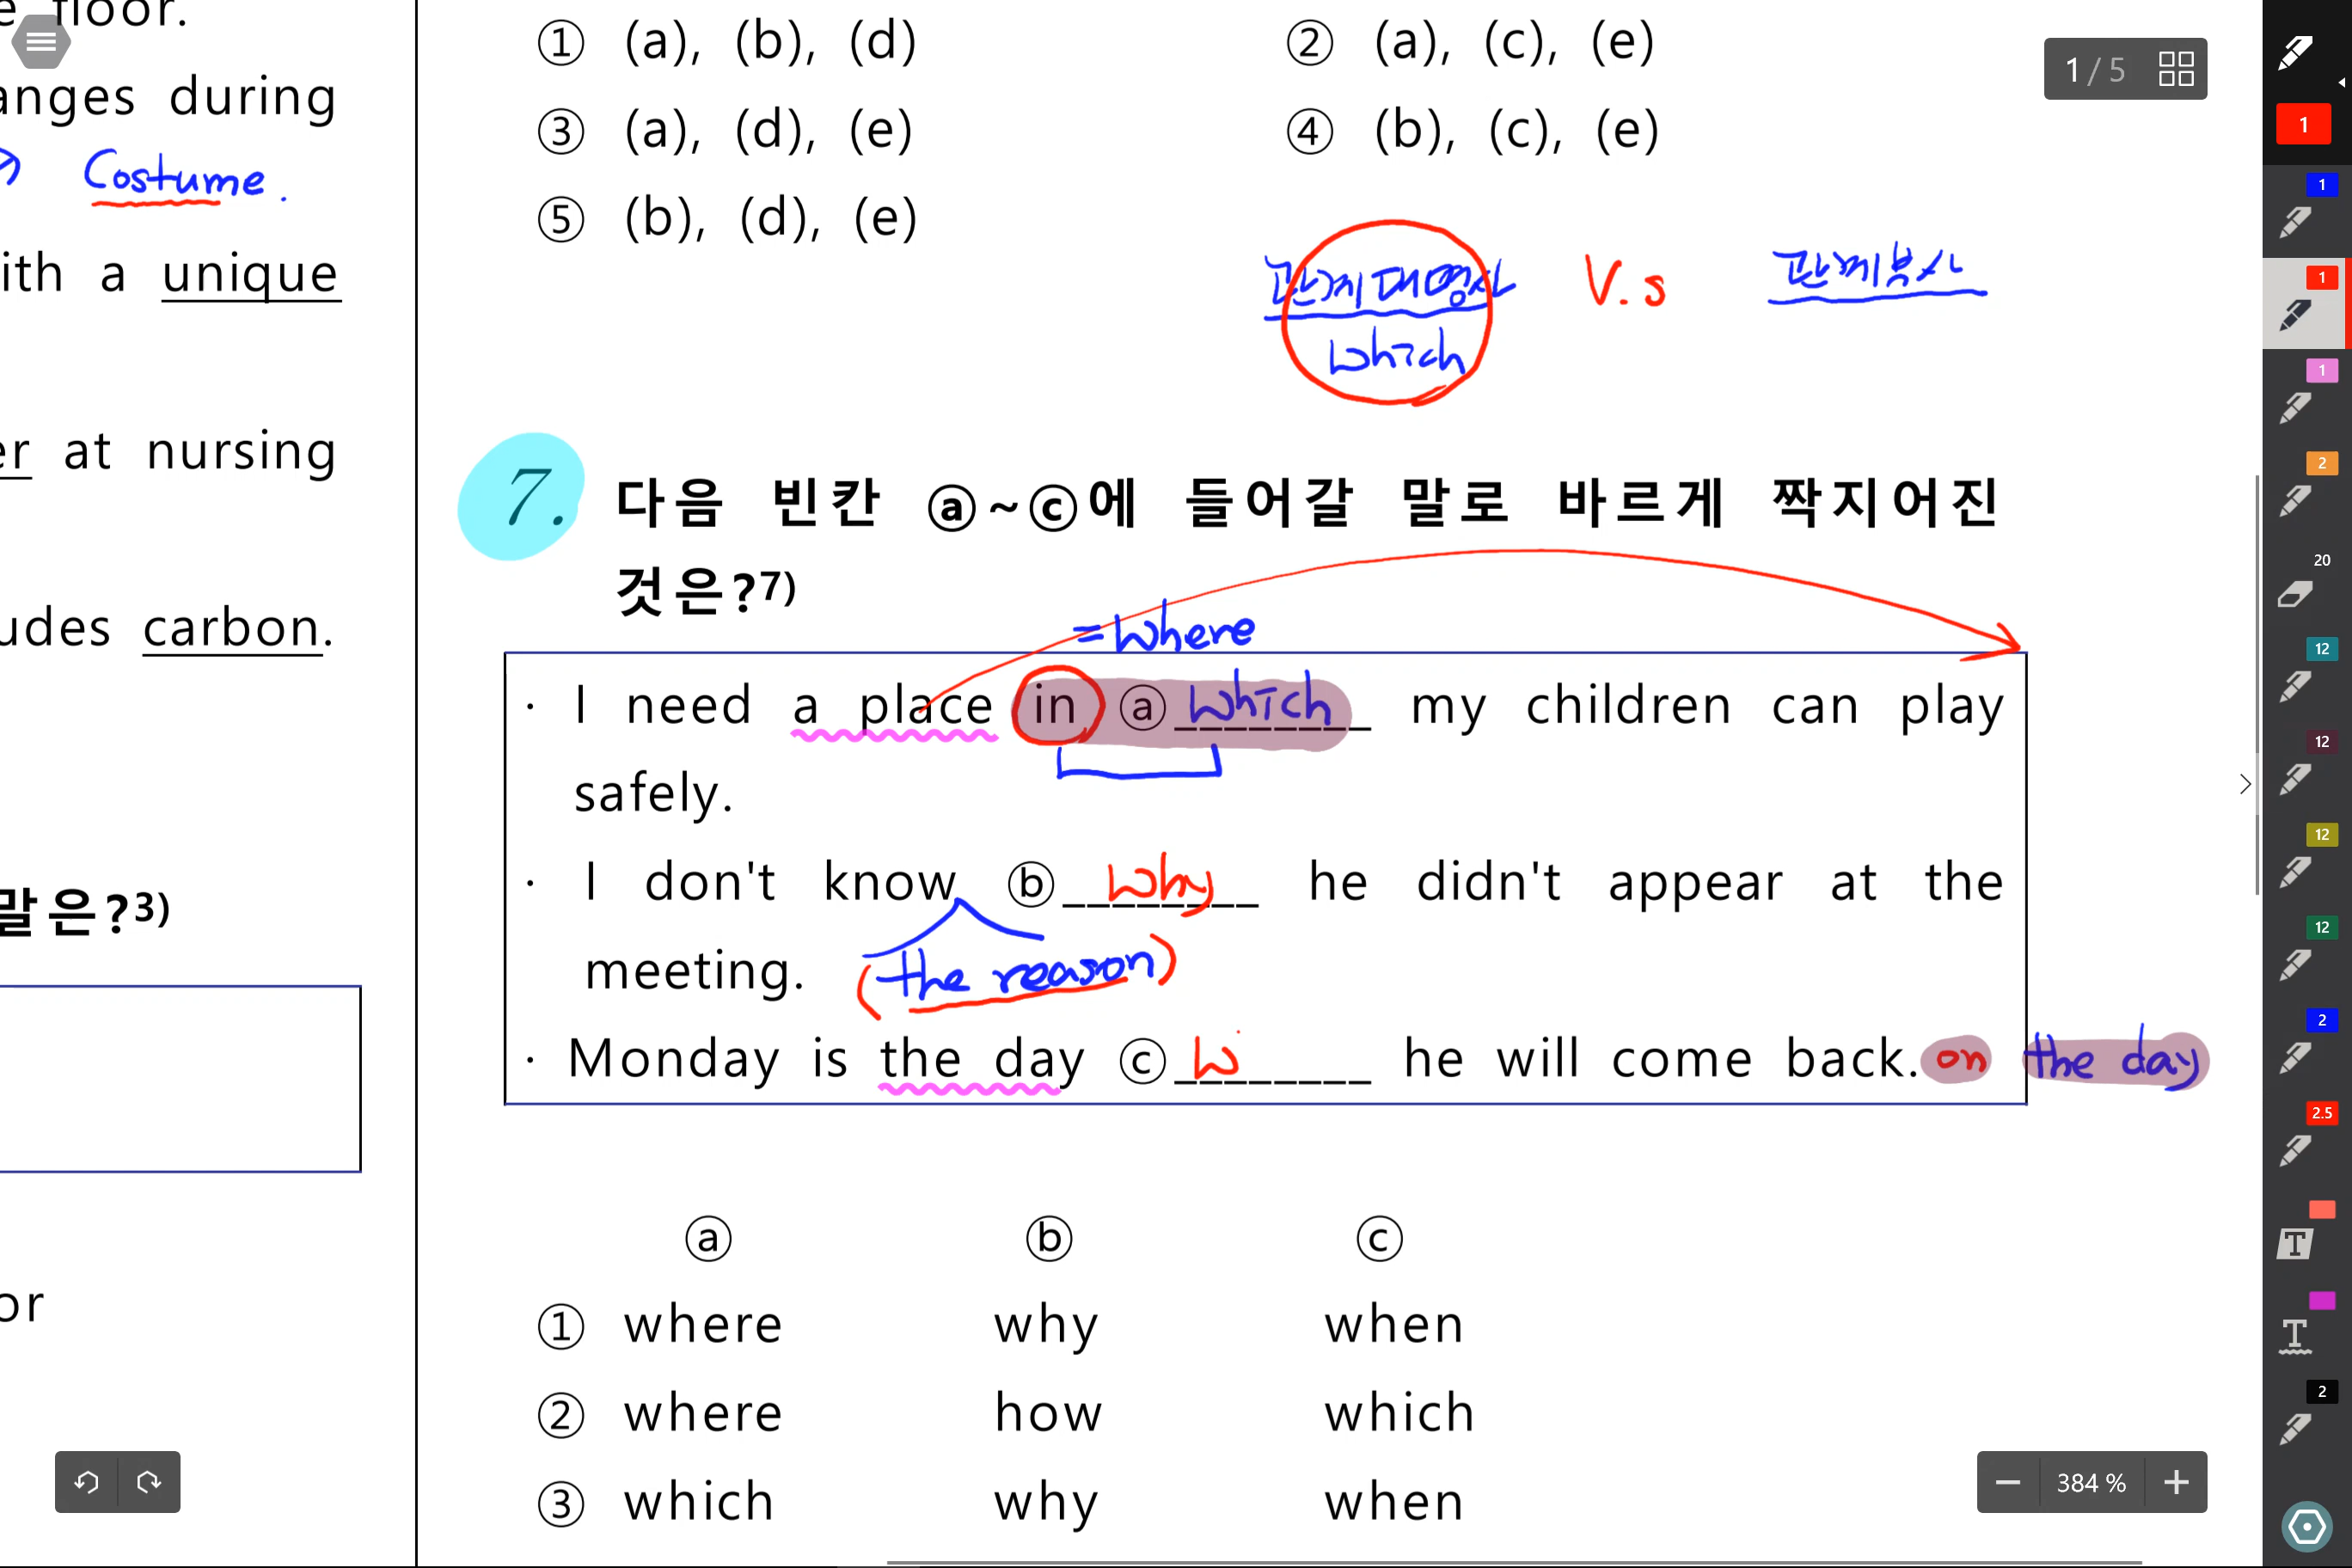 e floor.
anges during
Costume.
ith a unique
er at nursing
udes carbon.
말은?3)
or
① (a), (b), (d)
② (a), (c), (e)
③ (a), (d), (e)
④ (b), (c), (e)
⑤ (b), (d), (e)
관계대명사 V.s 관계부사
which
7. 다음 빈칸 ⓐ~ⓒ에 들어갈 말로 바르게 짝지어진
것은?7)
=where
· I need a place in ⓐ which my children can play
safely.
· I don't know ⓑ why he didn't appear at the
meeting. (the reason)
· Monday is the day ⓒ w he will come back. on the day
ⓐ ⓑ ⓒ
① where why when
② where how which
③ which why when
1 / 5
1
1
1
1
2
20
12
12
12
12
2
2.5
T
T
2
384 %